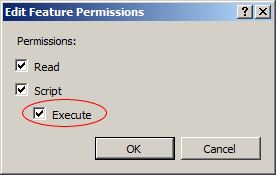 Edit Feature Permissions
Permissions:
Read
Script
Execute
OK
Cancel